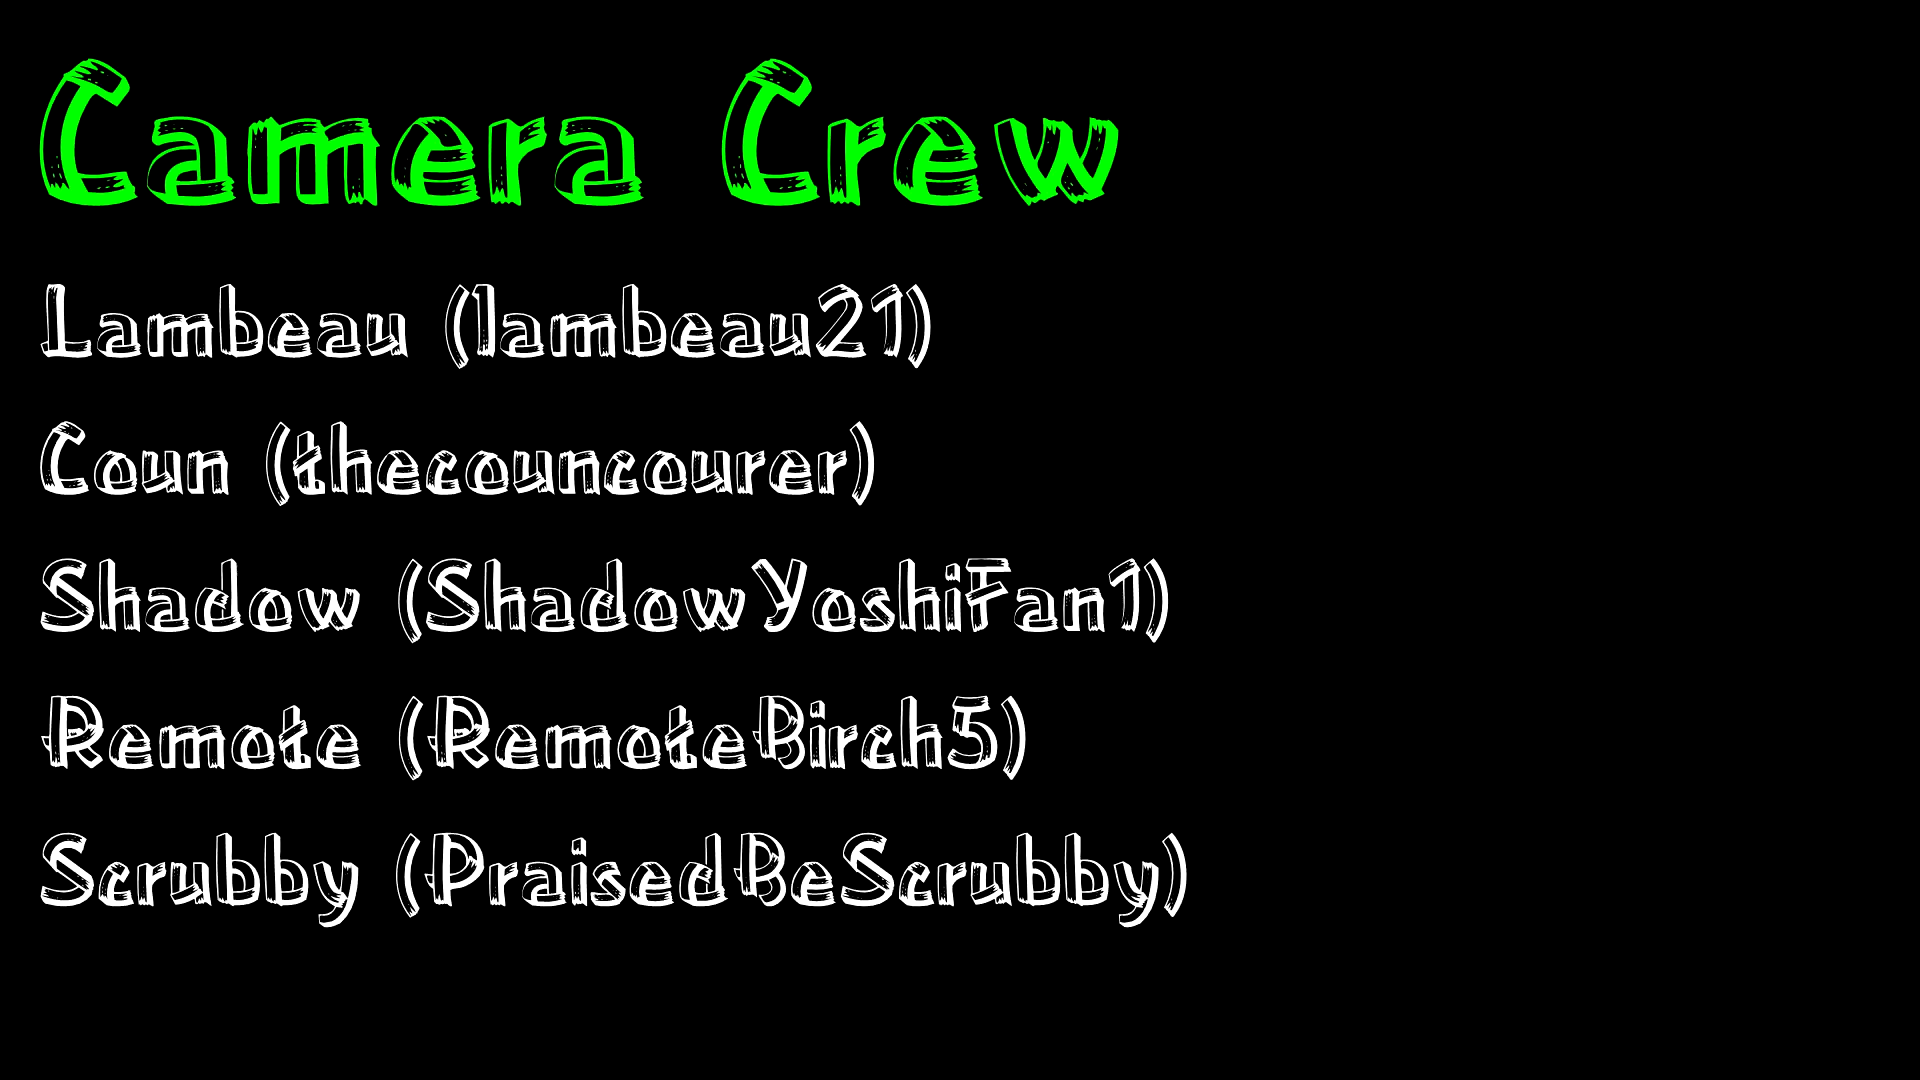 Camera Crew
Lambeau (lambeau21)
Coun (thecouncourer)
Shadow (ShadowYoshiFan1)
Remote (RemoteBirch5)
Scrubby (PraisedBeScrubby)